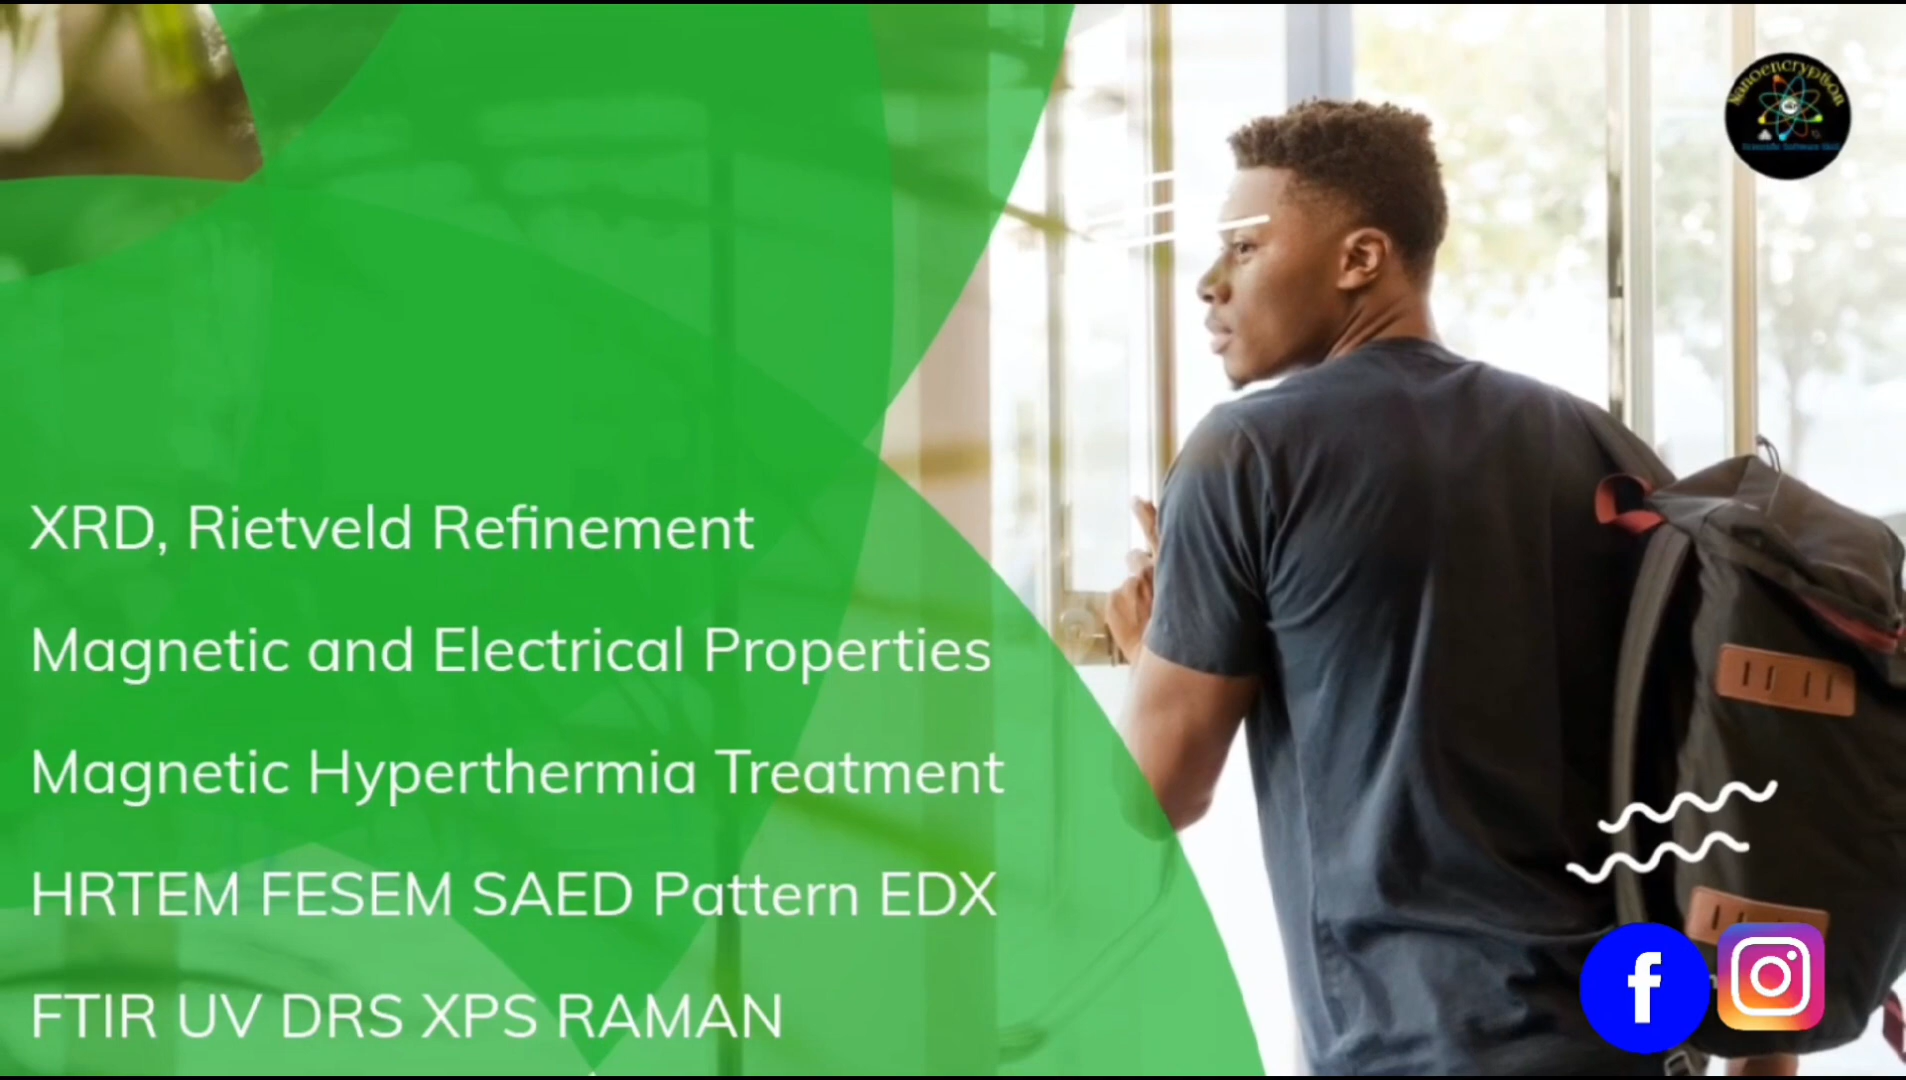 Nanoencryption
XRD, Rietveld Refinement
Magnetic and Electrical Properties
Magnetic Hyperthermia Treatment
HRTEM FESEM SAED Pattern EDX
FTIR UV DRS XPS RAMAN